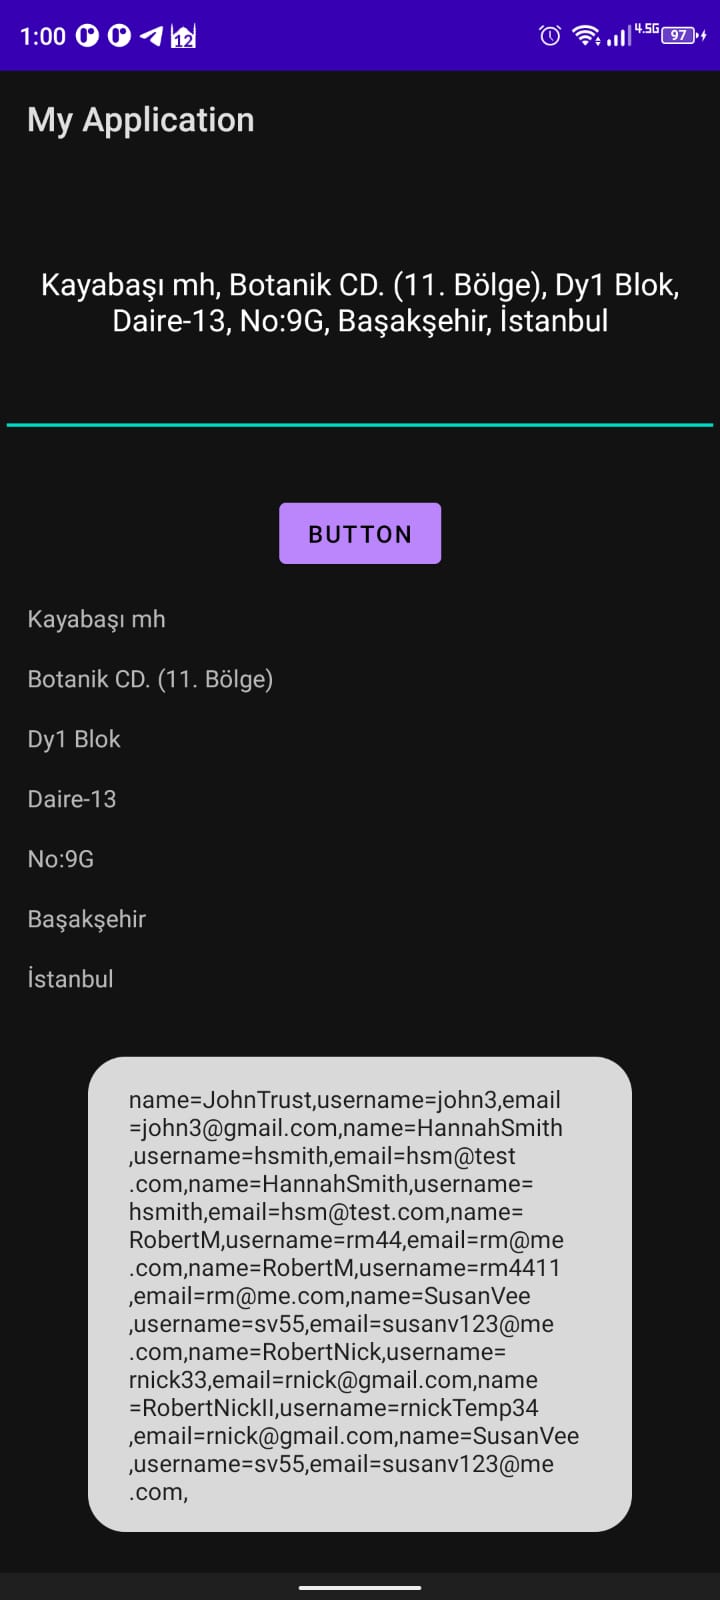 1:00
12
4.5G
97
My Application
Kayabaşı mh, Botanik CD. (11. Bölge), Dy1 Blok,
Daire-13, No:9G, Başakşehir, İstanbul
BUTTON
Kayabaşı mh
Botanik CD. (11. Bölge)
Dy1 Blok
Daire-13
No:9G
Başakşehir
İstanbul
name=JohnTrust,username=john3,email
=john3@gmail.com,name=HannahSmith
,username=hsmith,email=hsm@test
.com,name=HannahSmith,username=
hsmith,email=hsm@test.com,name=
RobertM,username=rm44,email=rm@me
.com,name=RobertM,username=rm4411
,email=rm@me.com,name=SusanVee
,username=sv55,email=susanv123@me
.com,name=RobertNick,username=
rnick33,email=rnick@gmail.com,name
=RobertNickII,username=rnickTemp34
,email=rnick@gmail.com,name=SusanVee
,username=sv55,email=susanv123@me
.com,